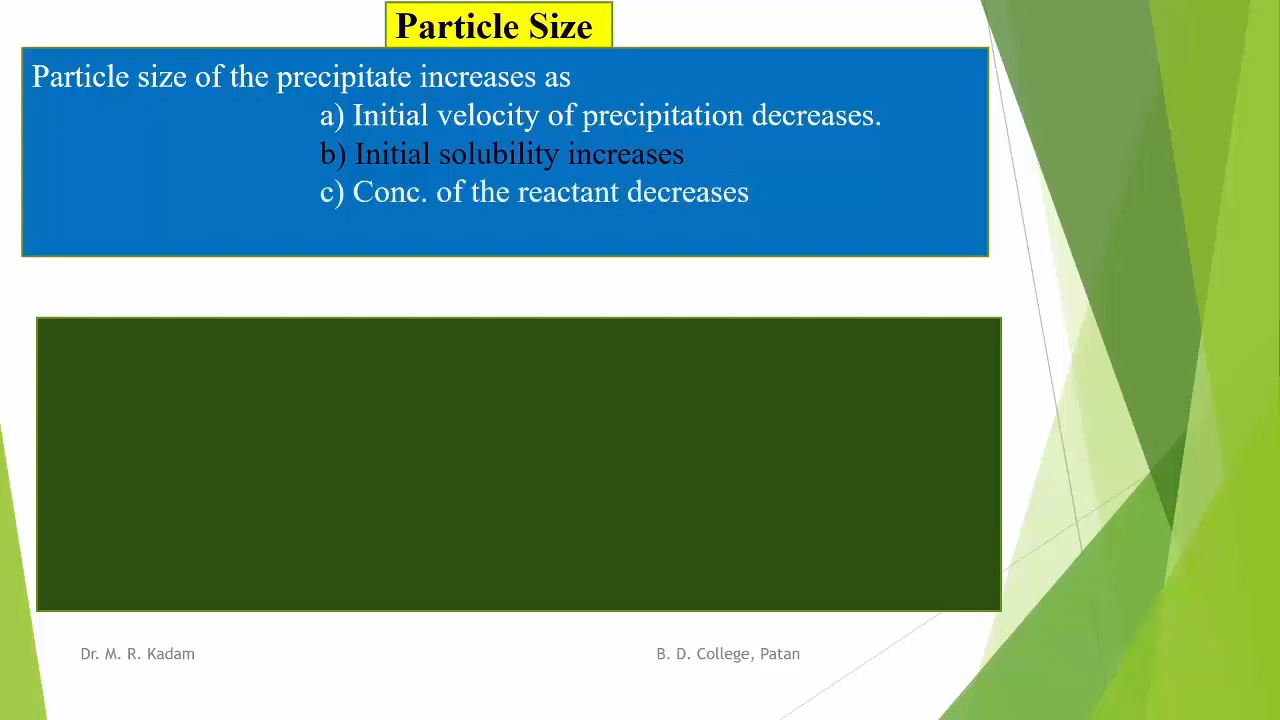 Particle Size
Particle size of the precipitate increases as
a) Initial velocity of precipitation decreases.
b) Initial solubility increases
c) Conc. of the reactant decreases
Dr. M. R. Kadam
B. D. College, Patan